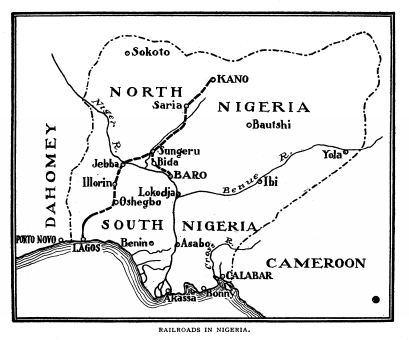 Sokoto
KANO
NORTH
Saria
NIGERIA
Niger R.
Bautshi
DAHOMEY
Sungeru
Yola
Jebba
Bida
BARO
Benue R.
Ibi
Illorin
Lokodja
Oshegbo
SOUTH NIGERIA
PORTO NOVO
LAGOS
Benin
Asabo
Cross R.
CAMEROON
CALABAR
Akassa
Bonny
RAILROADS IN NIGERIA.